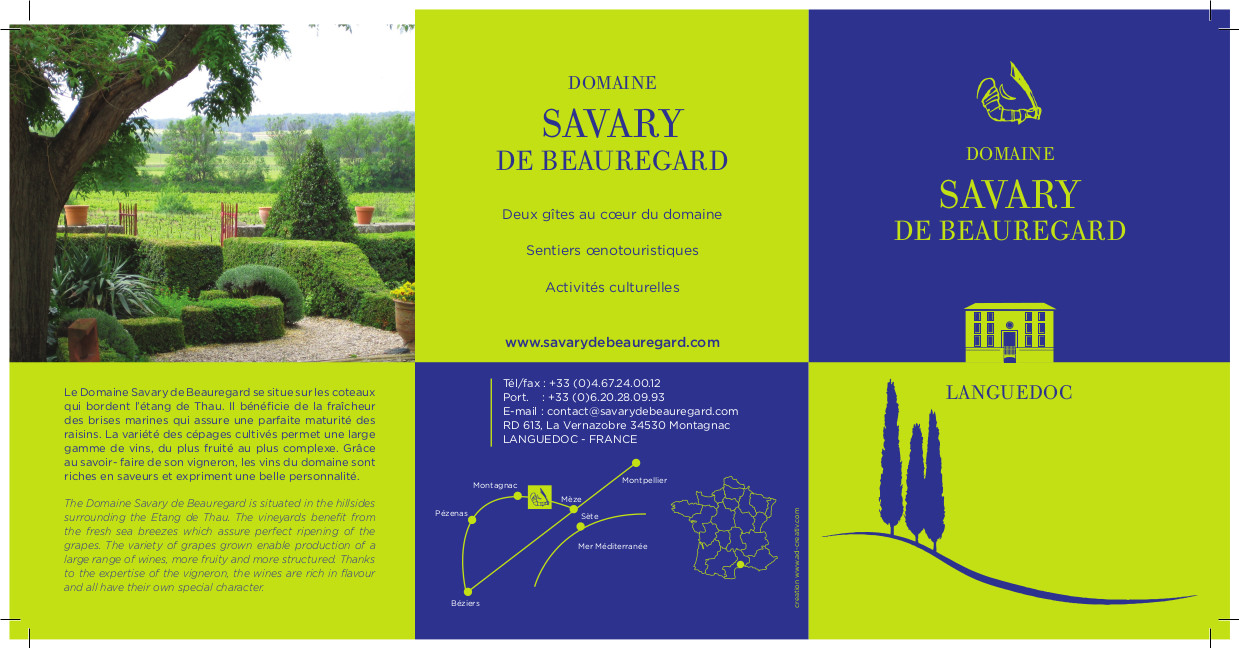 Le Domaine Savary de Beauregard se situe sur les coteaux
qui bordent l'étang de Thau. Il bénéficie de la fraîcheur
des brises marines qui assure une parfaite maturité des
raisins. La variété des cépages cultivés permet une large
gamme de vins, du plus fruité au plus complexe. Grâce
au savoir- faire de son vigneron, les vins du domaine sont
riches en saveurs et expriment une belle personnalité.
The Domaine Savary de Beauregard is situated in the hillsides
surrounding the Etang de Thau. The vineyards benefit from
the fresh sea breezes which assure perfect ripening of the
grapes. The variety of grapes grown enable production of a
large range of wines, more fruity and more structured. Thanks
to the expertise of the vigneron, the wines are rich in flavour
and all have their own special character.
DOMAINE
SAVARY
DE BEAUREGARD
Deux gîtes au cœur du domaine
Sentiers œnotouristiques
Activités culturelles
www.savarydebeauregard.com
Tél/fax : +33 (0)4.67.24.00.12
Port. : +33 (0)6.20.28.09.93
E-mail : contact@savarydebeauregard.com
RD 613, La Vernazobre 34530 Montagnac
LANGUEDOC - FRANCE
Montpellier
Montagnac
Mèze
Pézenas
Sète
Mer Méditerranée
Béziers
création www.ad-creativ.com
DOMAINE
SAVARY
DE BEAUREGARD
LANGUEDOC